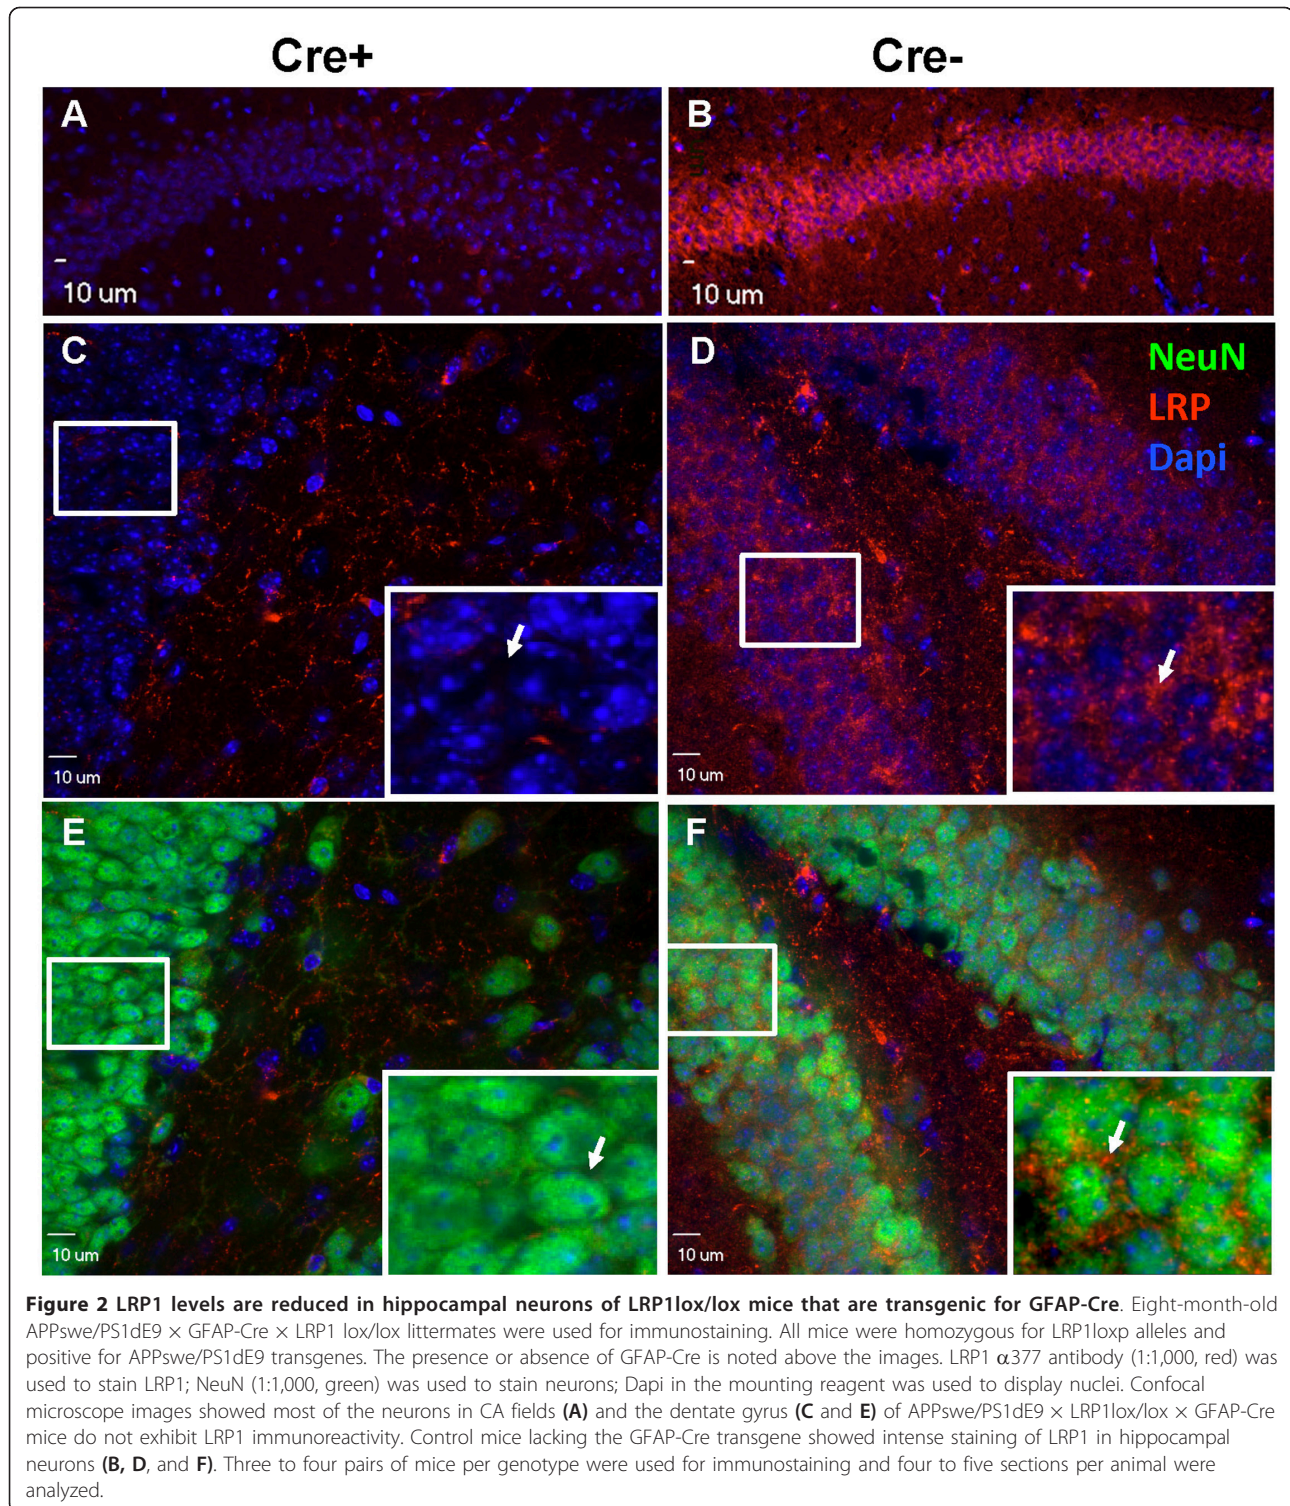 Cre+ Cre-
A B
10 um 10 um
C D
NeuN
LRP
Dapi
10 um 10 um
E F
10 um 10 um
Figure 2 LRP1 levels are reduced in hippocampal neurons of LRP1lox/lox mice that are transgenic for GFAP-Cre. Eight-month-old
APPswe/PS1dE9 × GFAP-Cre × LRP1 lox/lox littermates were used for immunostaining. All mice were homozygous for LRP1loxp alleles and
positive for APPswe/PS1dE9 transgenes. The presence or absence of GFAP-Cre is noted above the images. LRP1 α377 antibody (1:1,000, red) was
used to stain LRP1; NeuN (1:1,000, green) was used to stain neurons; Dapi in the mounting reagent was used to display nuclei. Confocal
microscope images showed most of the neurons in CA fields (A) and the dentate gyrus (C and E) of APPswe/PS1dE9 × LRP1lox/lox × GFAP-Cre
mice do not exhibit LRP1 immunoreactivity. Control mice lacking the GFAP-Cre transgene showed intense staining of LRP1 in hippocampal
neurons (B, D, and F). Three to four pairs of mice per genotype were used for immunostaining and four to five sections per animal were
analyzed.